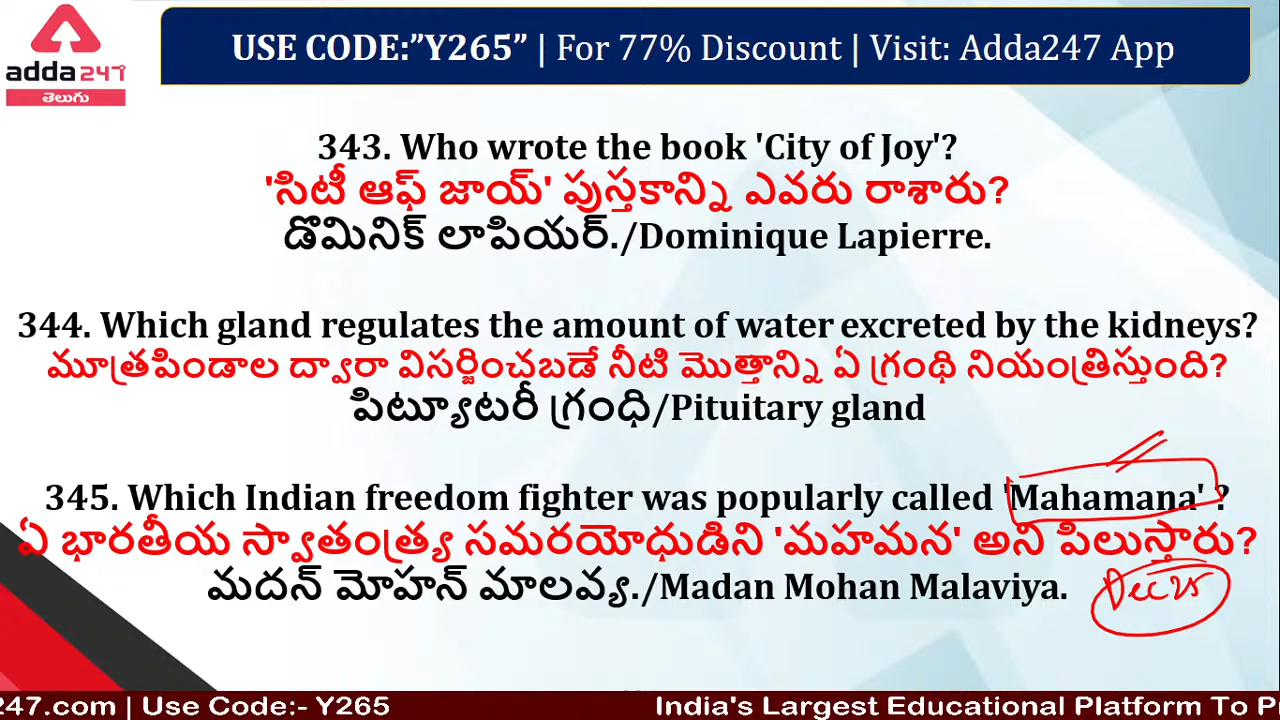 adda247
తెలుగు
USE CODE:”Y265” | For 77% Discount | Visit: Adda247 App
343. Who wrote the book 'City of Joy'?
'సిటీ ఆఫ్ జాయ్' పుస్తకాన్ని ఎవరు రాశారు?
డొమినిక్ లాపియర్./Dominique Lapierre.
344. Which gland regulates the amount of water excreted by the kidneys?
మూత్రపిండాల ద్వారా విసర్జించబడే నీటి మొత్తాన్ని ఏ గ్రంథి నియంత్రిస్తుంది?
పిట్యూటరీ గ్రంధి/Pituitary gland
345. Which Indian freedom fighter was popularly called 'Mahamana' ?
ఏ భారతీయ స్వాతంత్ర్య సమరయోధుడిని 'మహమన' అని పిలుస్తారు?
మదన్ మోహన్ మాలవ్య./Madan Mohan Malaviya.
Dec 25
247.com | Use Code:- Y265 India's Largest Educational Platform To P